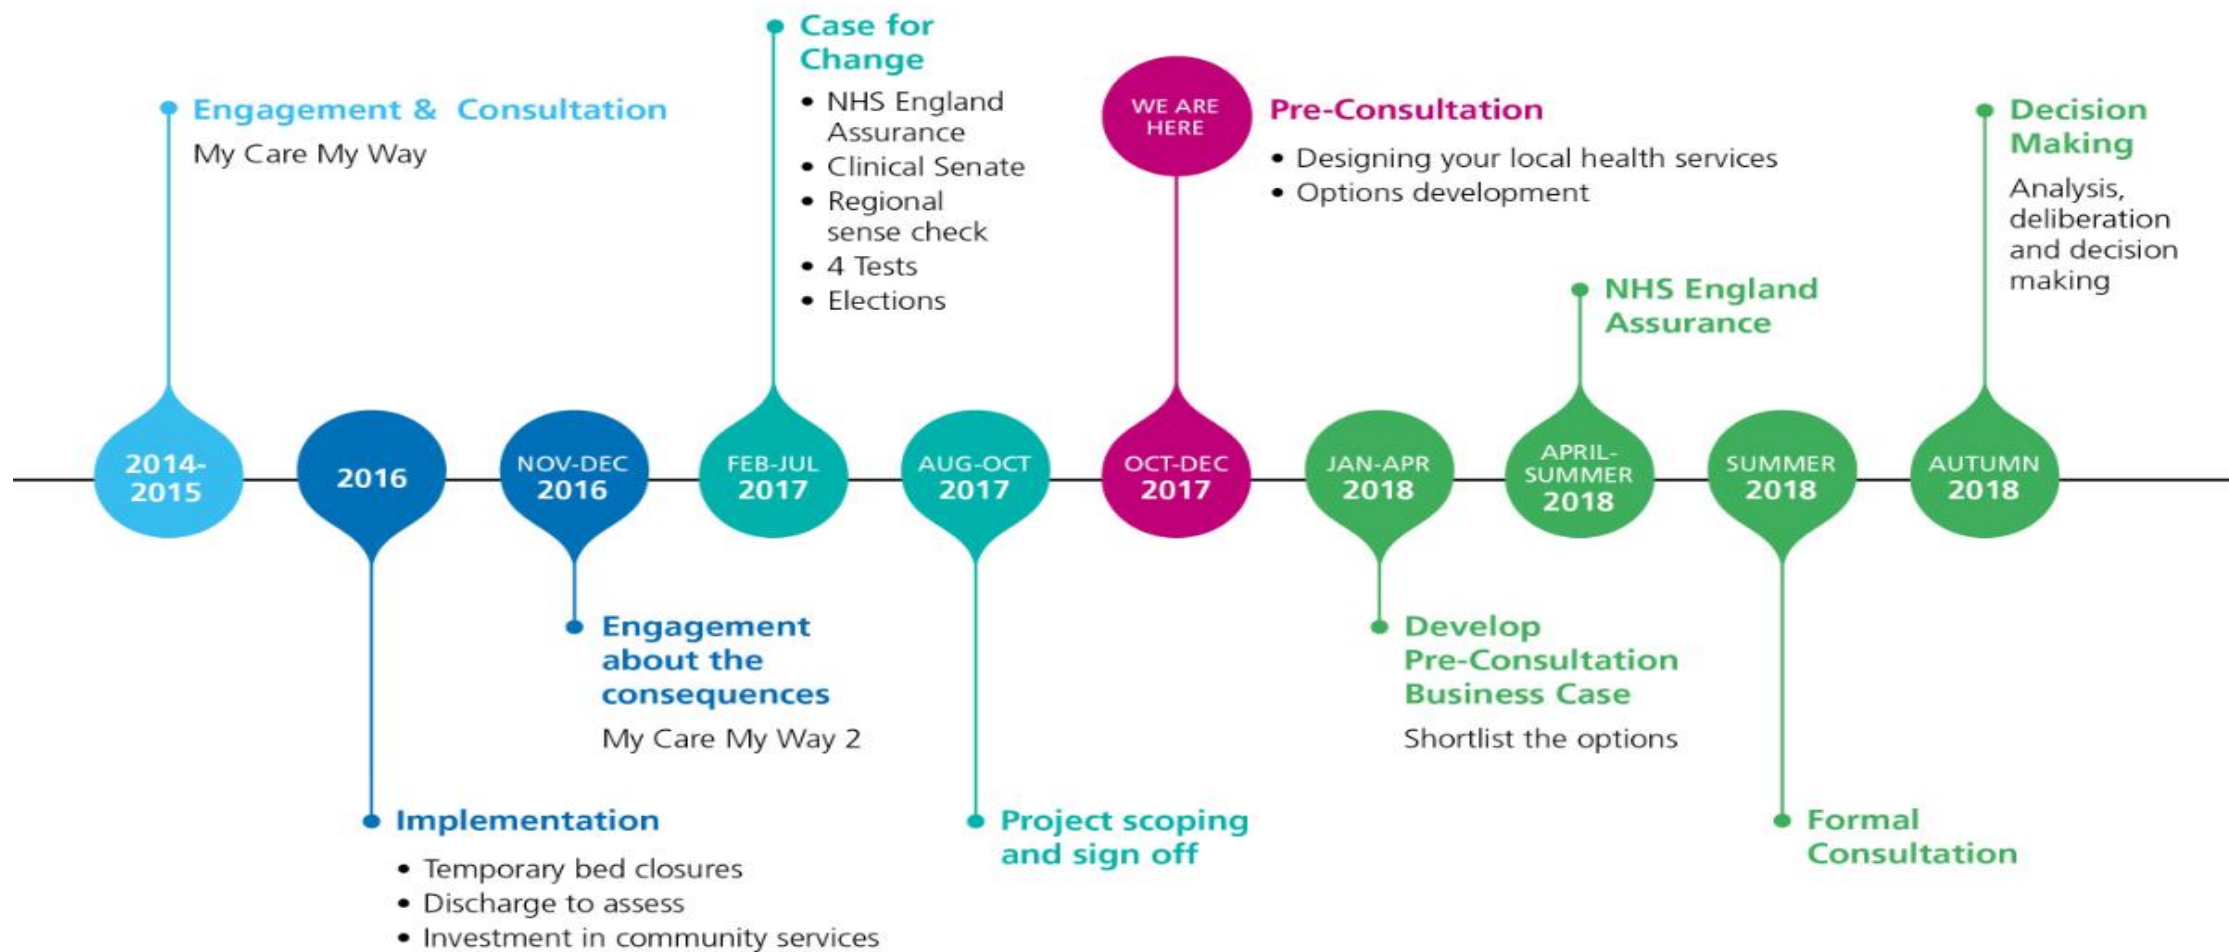 Engagement &  Consultation
My Care My Way
Case for
Change
• NHS England
Assurance
• Clinical Senate
• Regional
sense check
• 4 Tests
• Elections
WE ARE
HERE
Pre-Consultation
• Designing your local health services
• Options development
NHS England
Assurance
Decision
Making
Analysis,
deliberation
and decision
making
2014-
2015
2016
NOV-DEC
2016
FEB-JUL
2017
AUG-OCT
2017
OCT-DEC
2017
JAN-APR
2018
APRIL-
SUMMER
2018
SUMMER
2018
AUTUMN
2018
Implementation
• Temporary bed closures
• Discharge to assess
• Investment in community services
Engagement
about the
consequences
My Care My Way 2
Project scoping
and sign off
Develop
Pre-Consultation
Business Case
Shortlist the options
Formal
Consultation